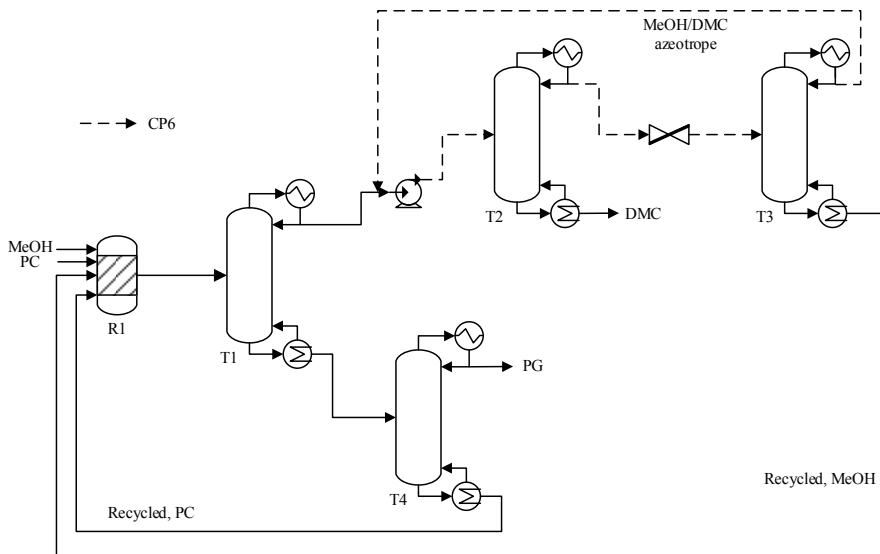 MeOH/DMC
azeotrope
CP6
T2
DMC
T3
MeOH
PC
R1
T1
PG
T4
Recycled, PC
Recycled, MeOH